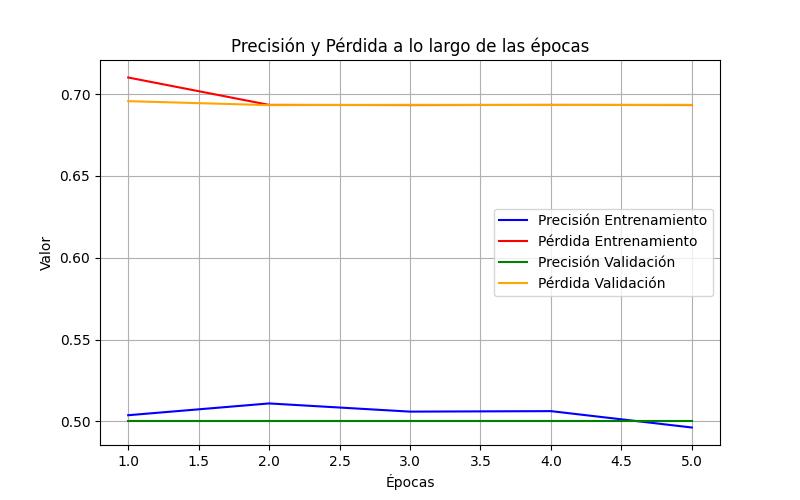 Precisión y Pérdida a lo largo de las épocas
0.70
0.65
0.60
0.55
0.50
Valor
Precisión Entrenamiento
Pérdida Entrenamiento
Precisión Validación
Pérdida Validación
1.0 1.5 2.0 2.5 3.0 3.5 4.0 4.5 5.0
Épocas